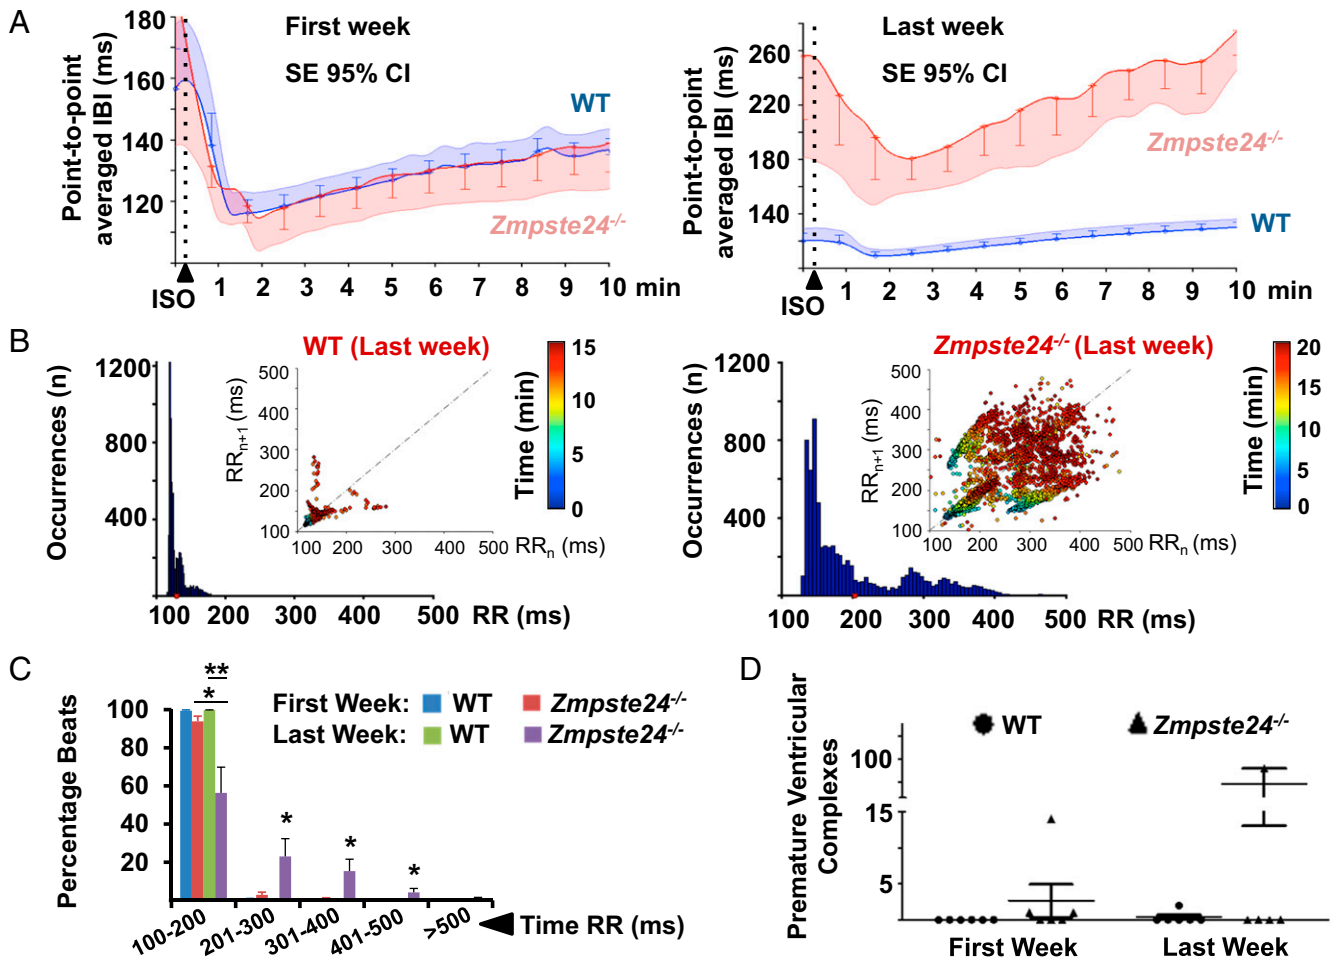 A
Point-to-point
averaged IBI (ms)
180
160
140
120
First week
SE 95% CI
WT
Zmpste24-/-
ISO
1 2 3 4 5 6 7 8 9 10 min
Point-to-point
averaged IBI (ms)
260
220
180
140
Last week
SE 95% CI
Zmpste24-/-
WT
ISO
1 2 3 4 5 6 7 8 9 10 min
B
Occurrences (n)
1200
800
400
100 200 300 400 500 RR (ms)
WT (Last week)
RRn+1 (ms)
500
400
300
200
100
100 200 300 400 500 RRn (ms)
Time (min)
15
10
5
0
Occurrences (n)
1200
800
400
100 200 300 400 500 RR (ms)
Zmpste24-/- (Last week)
RRn+1 (ms)
500
400
300
200
100
100 200 300 400 500 RRn (ms)
Time (min)
20
15
10
5
0
C
Percentage Beats
100
80
60
40
20
**
*
* * *
First Week: WT Zmpste24-/-
Last Week: WT Zmpste24-/-
100-200 201-300 301-400 401-500 >500
Time RR (ms)
D
Premature Ventricular
Complexes
100
15
5
0
WT Zmpste24-/-
First Week Last Week